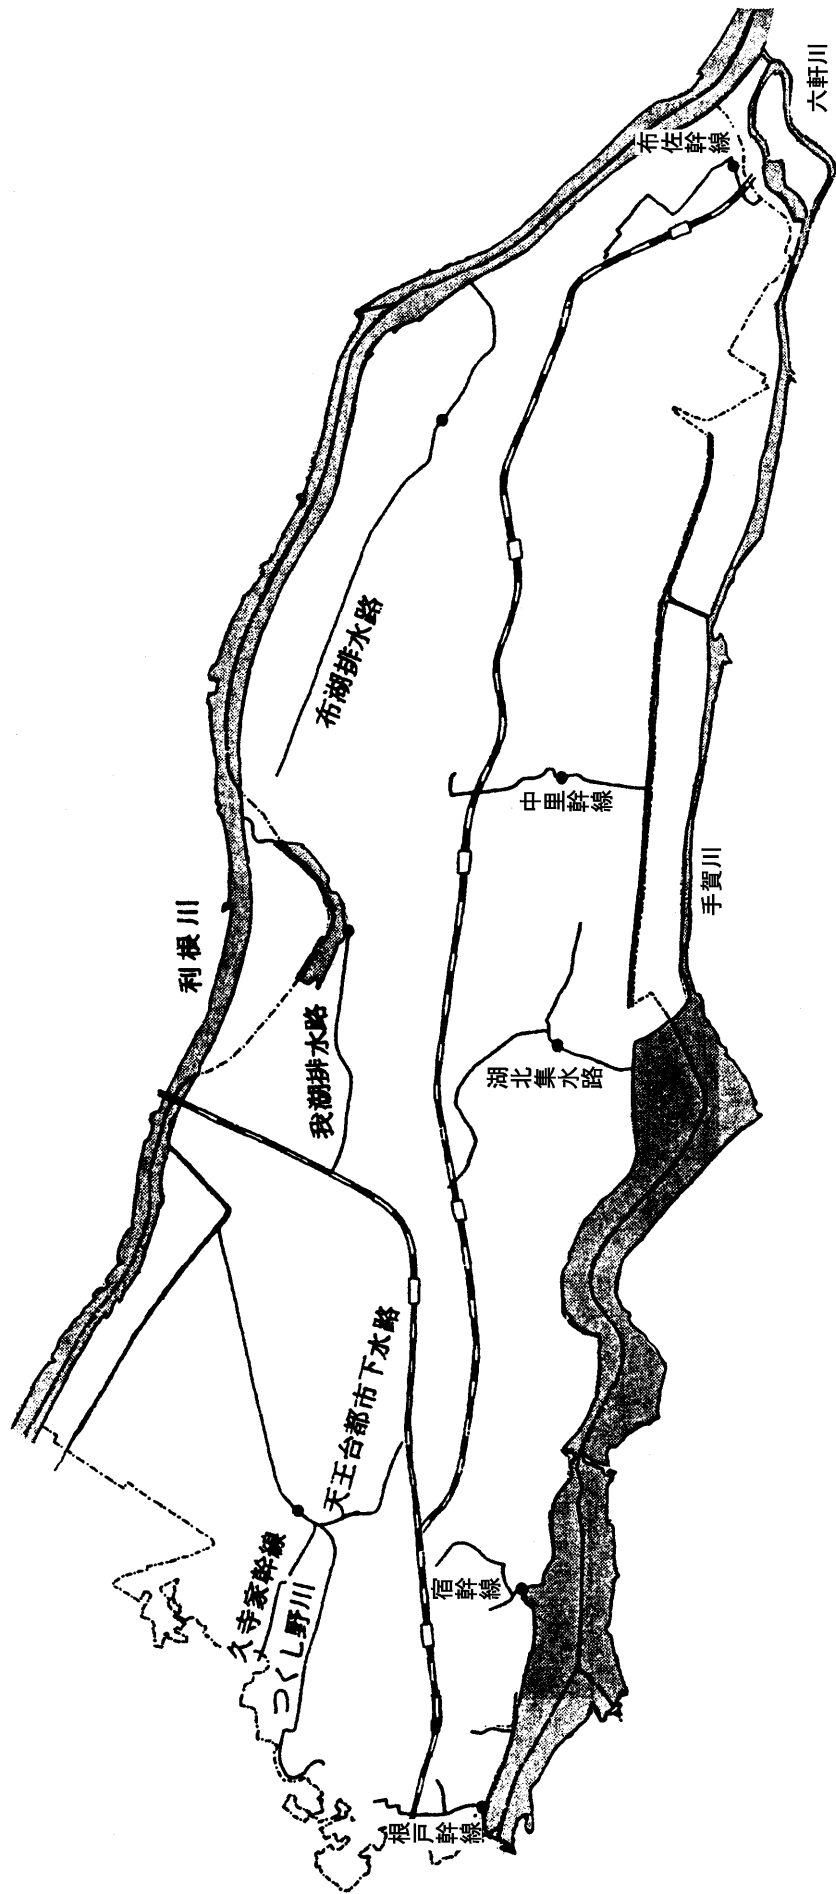 利根川
六軒川
布佐幹線
布湖排水路
中里幹線
手賀川
我湖排水路
湖北集水路
天王台都市下水路
久寺家幹線
つくし野川
宿幹線
根戸幹線